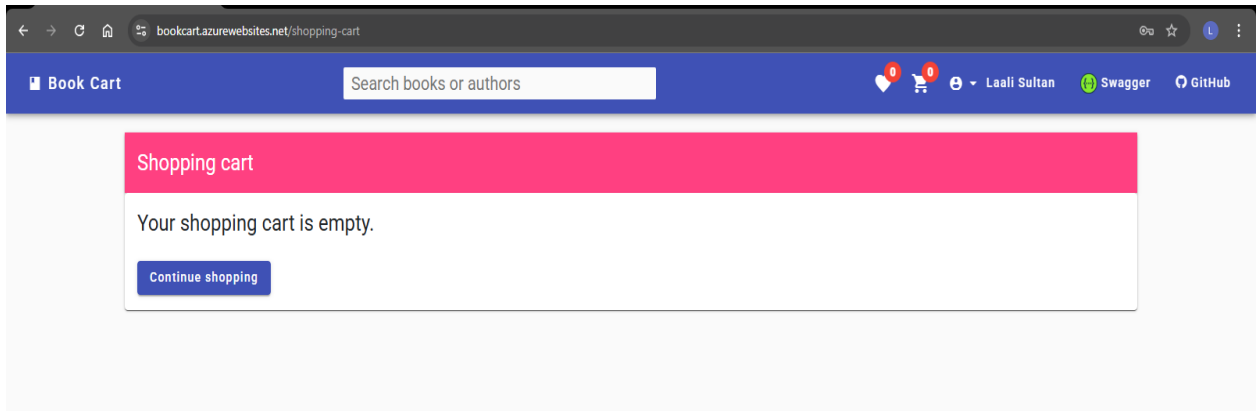 bookcart.azurewebsites.net/shopping-cart
L
Book Cart
Search books or authors
0
0
Laali Sultan
Swagger
GitHub
Shopping cart
Your shopping cart is empty.
Continue shopping